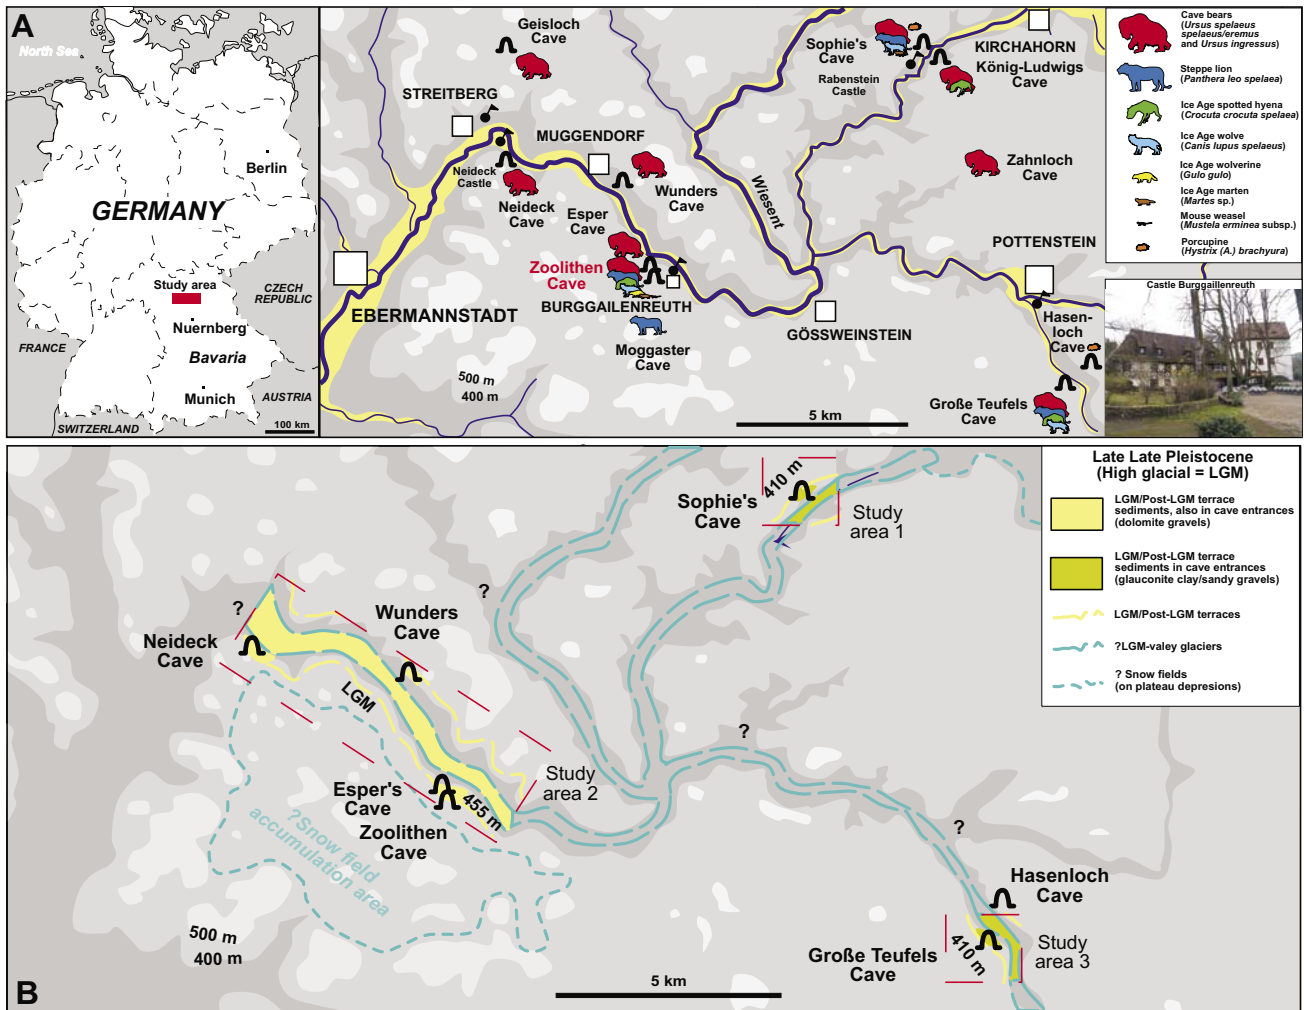 A
North Sea
GERMANY
Berlin
Study area
CZECH
REPUBLIC
Nuernberg
FRANCE
Bavaria
Munich
AUSTRIA
SWITZERLAND
100 km
Geisloch
Cave
STREITBERG
MUGGENDORF
Neideck
Castle
Neideck
Cave
Wunders
Cave
Esper
Cave
Zoolithen
Cave
BURGGAILENREUTH
EBERMANNSTADT
Moggaster
Cave
500 m
400 m
Wiesent
GÖSSWEINSTEIN
5 km
Sophie's
Cave
Rabenstein
Castle
KIRCHAHORN
König-Ludwigs
Cave
Zahnloch
Cave
POTTENSTEIN
Hasen-
loch
Cave
Große Teufels
Cave
Cave bears
(Ursus spelaeus
spelaeus/eremus
and Ursus ingressus)
Steppe lion
(Panthera leo spelaea)
Ice Age spotted hyena
(Crocuta crocuta spelaea)
Ice Age wolve
(Canis lupus spelaeus)
Ice Age wolverine
(Gulo gulo)
Ice Age marten
(Martes sp.)
Mouse weasel
(Mustela erminea subsp.)
Porcupine
(Hystrix (A.) brachyura)
Castle Burggaillenreuth
B
Sophie's
Cave
410 m
Study
area 1
?
?
Wunders
Cave
Neideck
Cave
LGM
?
Study
area 2
Esper's
Cave
455 m
Zoolithen
Cave
?Snow field
accumulation area
?
500 m
400 m
5 km
Hasenloch
Cave
Große Teufels
Cave
410 m
Study
area 3
Late Late Pleistocene
(High glacial = LGM)
LGM/Post-LGM terrace
sediments, also in cave entrances
(dolomite gravels)
LGM/Post-LGM terrace
sediments in cave entrances
(glauconite clay/sandy gravels)
LGM/Post-LGM terraces
?LGM-valey glaciers
? Snow fields
(on plateau depresions)